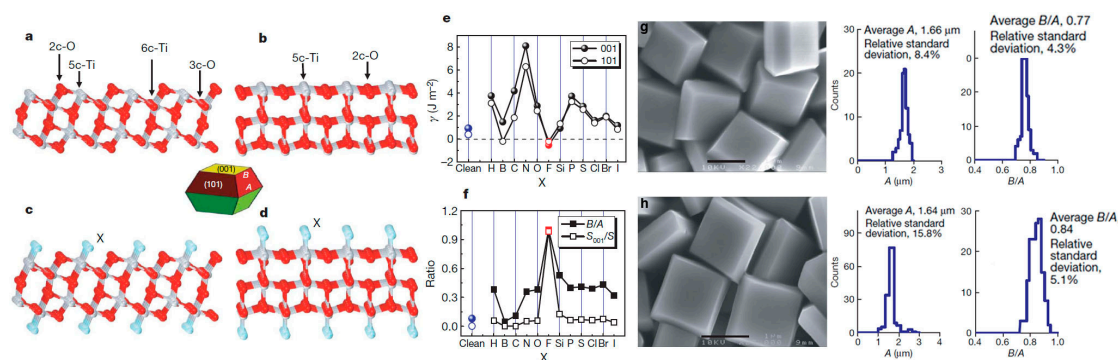 a
2c-O
5c-Ti
6c-Ti
3c-O
b
5c-Ti
2c-O
(001)
(101)
B
A
c
X
d
X
e
γ (J m⁻²)
8
6
4
2
0
−2
001
101
Clean
H B C N O F Si P S Cl Br I
X
f
Ratio
1.2
0.9
0.6
0.3
0.0
B/A
S001/S
Clean
H B C N O F Si P S Cl Br I
X
g
10KV
h
10KV
Average A, 1.66 μm
Relative standard
deviation, 8.4%
Counts
30
20
10
0
0 1 2 3
A (μm)
Average B/A, 0.77
Relative standard
deviation, 4.3%
0
20
10
0
0.4 0.6 0.8 1.0
B/A
Average A, 1.64 μm
Relative standard
deviation, 15.8%
Counts
90
60
30
0
0 1 2 3 4
A (μm)
Average B/A
0.84
Relative
standard
deviation,
5.1%
30
20
10
0
0.4 0.6 0.8 1.0
B/A